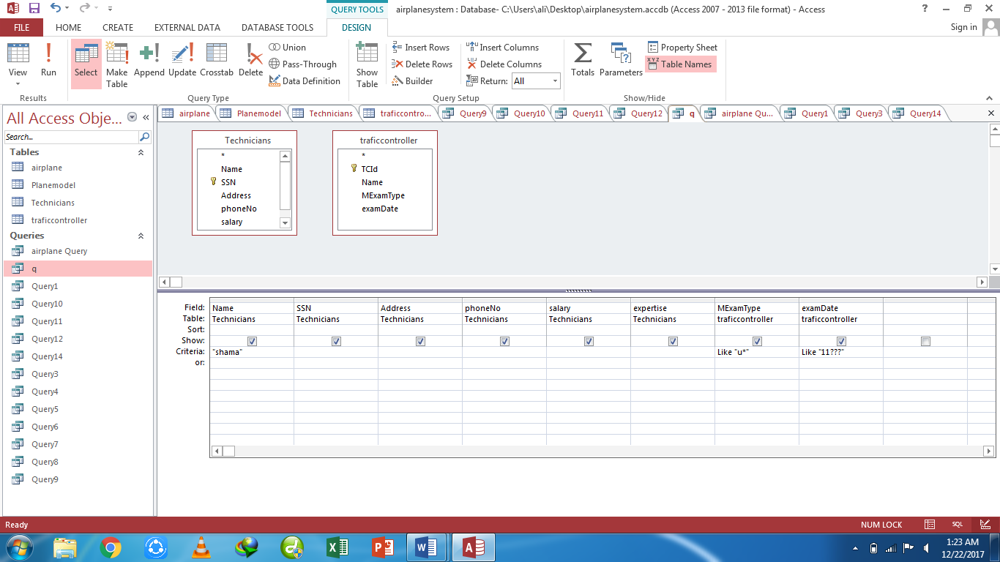 QUERY TOOLS
airplanesystem : Database- C:\Users\ali\Desktop\airplanesystem.accdb (Access 2007 - 2013 file format) - Access
?
FILE
HOME
CREATE
EXTERNAL DATA
DATABASE TOOLS
DESIGN
Sign in
View
Run
Results
Select
Make Table
Append
Update
Crosstab
Delete
Union
Pass-Through
Data Definition
Query Type
Show Table
Insert Rows
Delete Rows
Builder
Insert Columns
Delete Columns
Return: All
Query Setup
Totals
Parameters
Property Sheet
XYZ Table Names
Show/Hide
All Access Obje...
Search...
Tables
airplane
Planemodel
Technicians
traficcontroller
Queries
airplane Query
q
Query1
Query10
Query11
Query12
Query14
Query3
Query4
Query5
Query6
Query7
Query8
Query9
airplane
Planemodel
Technicians
traficcontro...
Query9
Query10
Query11
Query12
q
airplane Qu...
Query1
Query3
Query14
Technicians
*
Name
SSN
Address
phoneNo
salary
traficcontroller
*
TCId
Name
MExamType
examDate
Field: Name SSN Address phoneNo salary expertise MExamType examDate
Table: Technicians Technicians Technicians Technicians Technicians Technicians traficcontroller traficcontroller
Sort:
Show:
Criteria: "shama" Like "u*" Like "11???"
or:
Ready
NUM LOCK
SQL
1:23 AM
12/22/2017